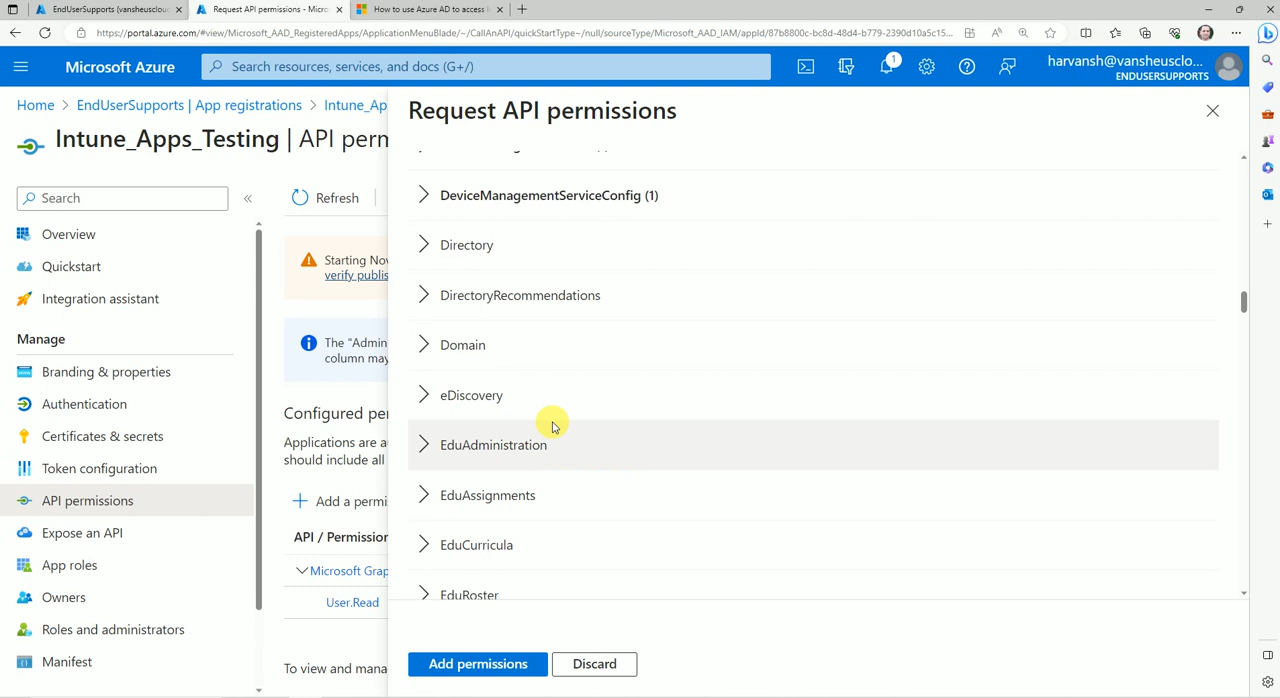 EndUserSupports (vansheuscloud
Request API permissions - Micro
How to use Azure AD to access I
https://portal.azure.com/#view/Microsoft_AAD_RegisteredApps/ApplicationMenuBlade/~/CallAnAPI/quickStartType~/null/sourceType/Microsoft_AAD_IAM/appId/87b8800c-bc8d-48d4-b779-2390d10a5c15...
Microsoft Azure
Search resources, services, and docs (G+/)
1
harvansh@vansheusclo...
ENDUSERSUPPORTS
Home > EndUserSupports | App registrations > Intune_Ap
Intune_Apps_Testing | API perm
Search
«
Overview
Quickstart
Integration assistant
Manage
Branding & properties
Authentication
Certificates & secrets
Token configuration
API permissions
Expose an API
App roles
Owners
Roles and administrators
Manifest
Refresh
Starting Nov
verify publis
The "Admin
column may
Configured per
Applications are a
should include all
Add a permi
API / Permission
Microsoft Grap
User.Read
To view and mana
Request API permissions
DeviceManagementServiceConfig (1)
Directory
DirectoryRecommendations
Domain
eDiscovery
EduAdministration
EduAssignments
EduCurricula
EduRoster
Add permissions
Discard